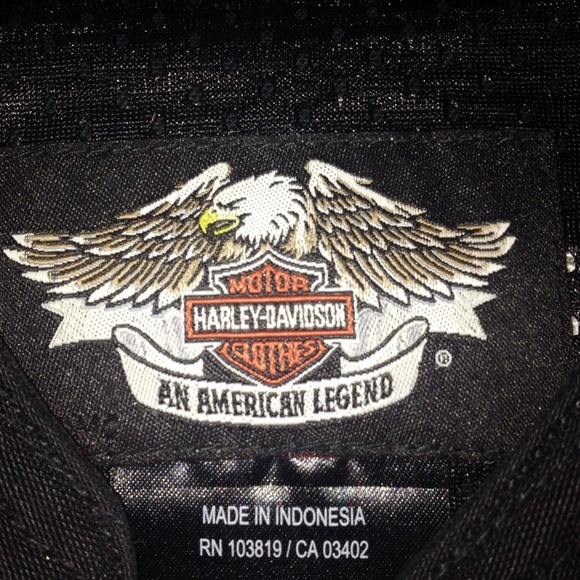 MOTOR
HARLEY-DAVIDSON
CLOTHES
®
AN AMERICAN LEGEND
MADE IN INDONESIA
RN 103819 / CA 03402